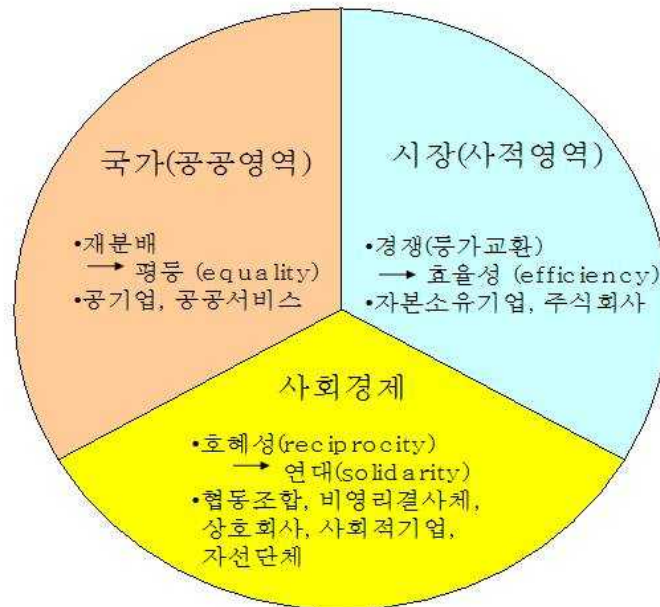 국가(공공영역)
•재분배
→ 평등 (equality)
•공기업, 공공서비스
시장(사적영역)
•경쟁(등가교환)
→ 효율성 (efficiency)
•자본소유기업, 주식회사
사회경제
•호혜성(reciprocity)
→ 연대(solidarity)
•협동조합, 비영리결사체,
상호회사, 사회적기업,
자선단체